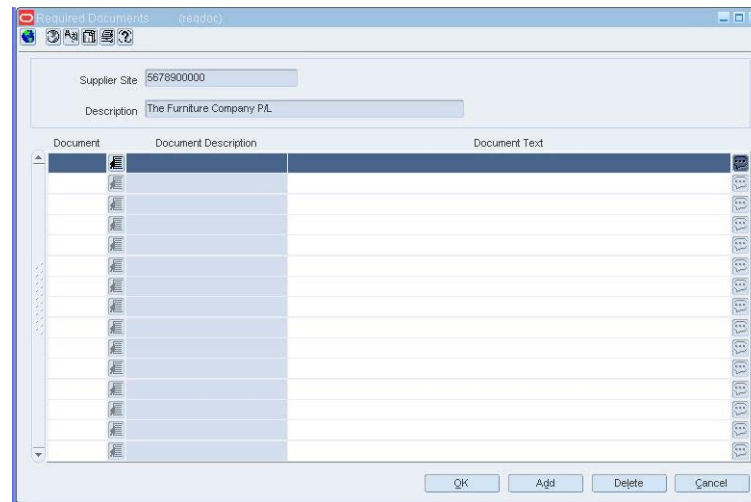 Required Documents (reqdoc)
Supplier Site 5678900000
Description The Furniture Company P/L
Document Document Description Document Text
OK Add Delete Cancel